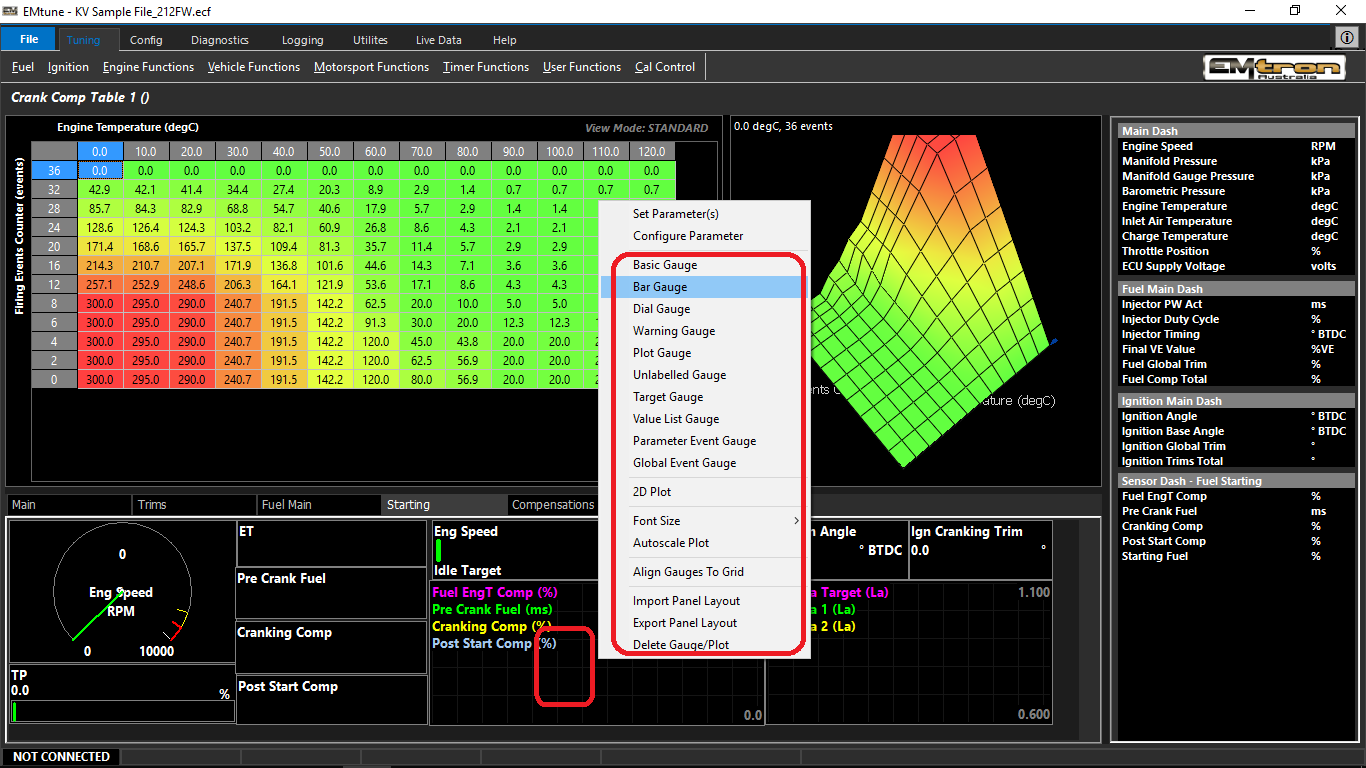 EMtune - KV Sample File_212FW.ecf
File Tuning Config Diagnostics Logging Utilites Live Data Help
Fuel Ignition Engine Functions Vehicle Functions Motorsport Functions Timer Functions User Functions Cal Control
EMtron
Australia
Crank Comp Table 1 ()
Engine Temperature (degC) View Mode: STANDARD
Firing Events Counter (events)
0.0 10.0 20.0 30.0 40.0 50.0 60.0 70.0 80.0 90.0 100.0 110.0 120.0
36 0.0 0.0 0.0 0.0 0.0 0.0 0.0 0.0 0.0 0.0 0.0 0.0 0.0
32 42.9 42.1 41.4 34.4 27.4 20.3 8.9 2.9 1.4 0.7 0.7 0.7 0.7
28 85.7 84.3 82.9 68.8 54.7 40.6 17.9 5.7 2.9 1.4 1.4
24 128.6 126.4 124.3 103.2 82.1 60.9 26.8 8.6 4.3 2.1 2.1
20 171.4 168.6 165.7 137.5 109.4 81.3 35.7 11.4 5.7 2.9 2.9
16 214.3 210.7 207.1 171.9 136.8 101.6 44.6 14.3 7.1 3.6 3.6
12 257.1 252.9 248.6 206.3 164.1 121.9 53.6 17.1 8.6 4.3 4.3
8 300.0 295.0 290.0 240.7 191.5 142.2 62.5 20.0 10.0 5.0 5.0
6 300.0 295.0 290.0 240.7 191.5 142.2 91.3 30.0 20.0 12.3 12.3
4 300.0 295.0 290.0 240.7 191.5 142.2 120.0 45.0 43.8 20.0 20.0
2 300.0 295.0 290.0 240.7 191.5 142.2 120.0 62.5 56.9 20.0 20.0
0 300.0 295.0 290.0 240.7 191.5 142.2 120.0 80.0 56.9 20.0 20.0
0.0 degC, 36 events
ents
ature (degC)
Set Parameter(s)
Configure Parameter
Basic Gauge
Bar Gauge
Dial Gauge
Warning Gauge
Plot Gauge
Unlabelled Gauge
Target Gauge
Value List Gauge
Parameter Event Gauge
Global Event Gauge
2D Plot
Font Size
Autoscale Plot
Align Gauges To Grid
Import Panel Layout
Export Panel Layout
Delete Gauge/Plot
Main Dash
Engine Speed RPM
Manifold Pressure kPa
Manifold Gauge Pressure kPa
Barometric Pressure kPa
Engine Temperature degC
Inlet Air Temperature degC
Charge Temperature degC
Throttle Position %
ECU Supply Voltage volts
Fuel Main Dash
Injector PW Act ms
Injector Duty Cycle %
Injector Timing ° BTDC
Final VE Value %VE
Fuel Global Trim %
Fuel Comp Total %
Ignition Main Dash
Ignition Angle ° BTDC
Ignition Base Angle ° BTDC
Ignition Global Trim °
Ignition Trims Total °
Sensor Dash - Fuel Starting
Fuel EngT Comp %
Pre Crank Fuel ms
Cranking Comp %
Post Start Comp %
Starting Fuel %
Main Trims Fuel Main Starting Compensations
0
Eng Speed
RPM
0 10000
TP
0.0 %
ET
Pre Crank Fuel
Cranking Comp
Post Start Comp
Eng Speed
Idle Target
Fuel EngT Comp (%)
Pre Crank Fuel (ms)
Cranking Comp (%)
Post Start Comp (%)
0.0
Angle
° BTDC
Ign Cranking Trim
0.0 °
a Target (La) 1.100
a 1 (La)
a 2 (La)
0.600
NOT CONNECTED